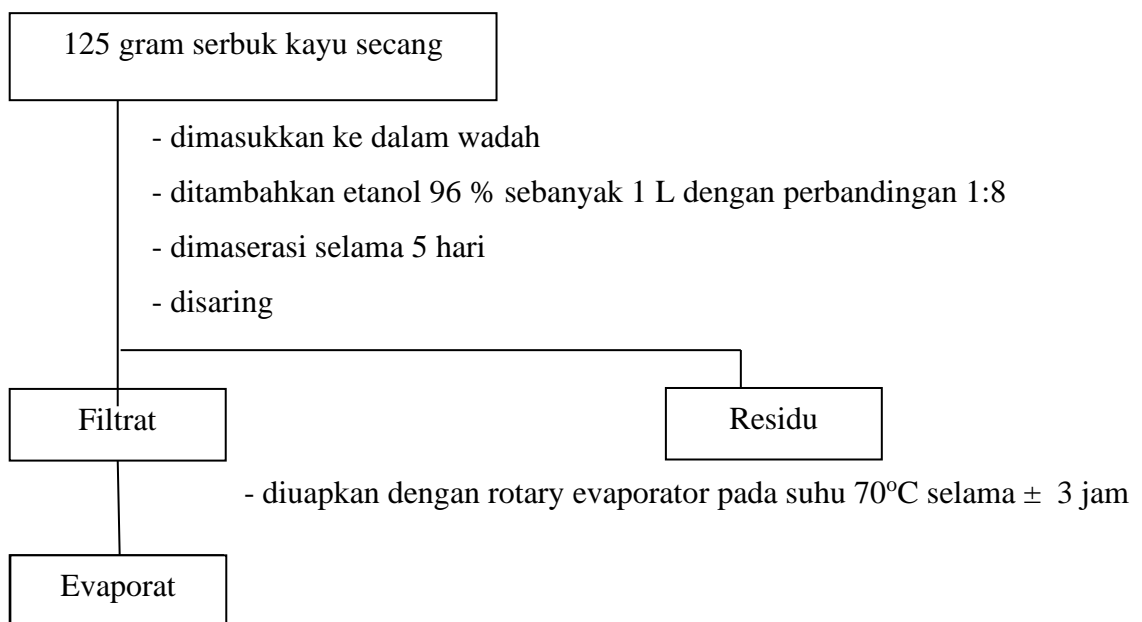 125 gram serbuk kayu secang
- dimasukkan ke dalam wadah
- ditambahkan etanol 96 % sebanyak 1 L dengan perbandingan 1:8
- dimaserasi selama 5 hari
- disaring
Filtrat
Residu
- diuapkan dengan rotary evaporator pada suhu 70°C selama ± 3 jam
Evaporat